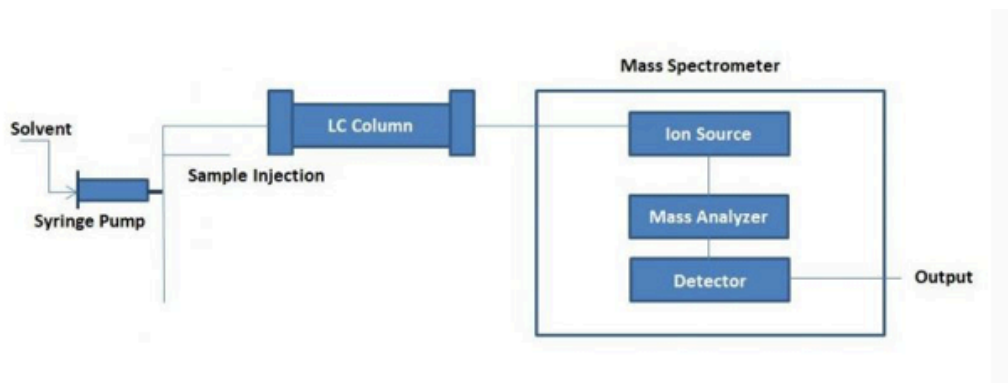 Mass Spectrometer
Solvent
LC Column
Ion Source
Sample Injection
Syringe Pump
Mass Analyzer
Detector
Output